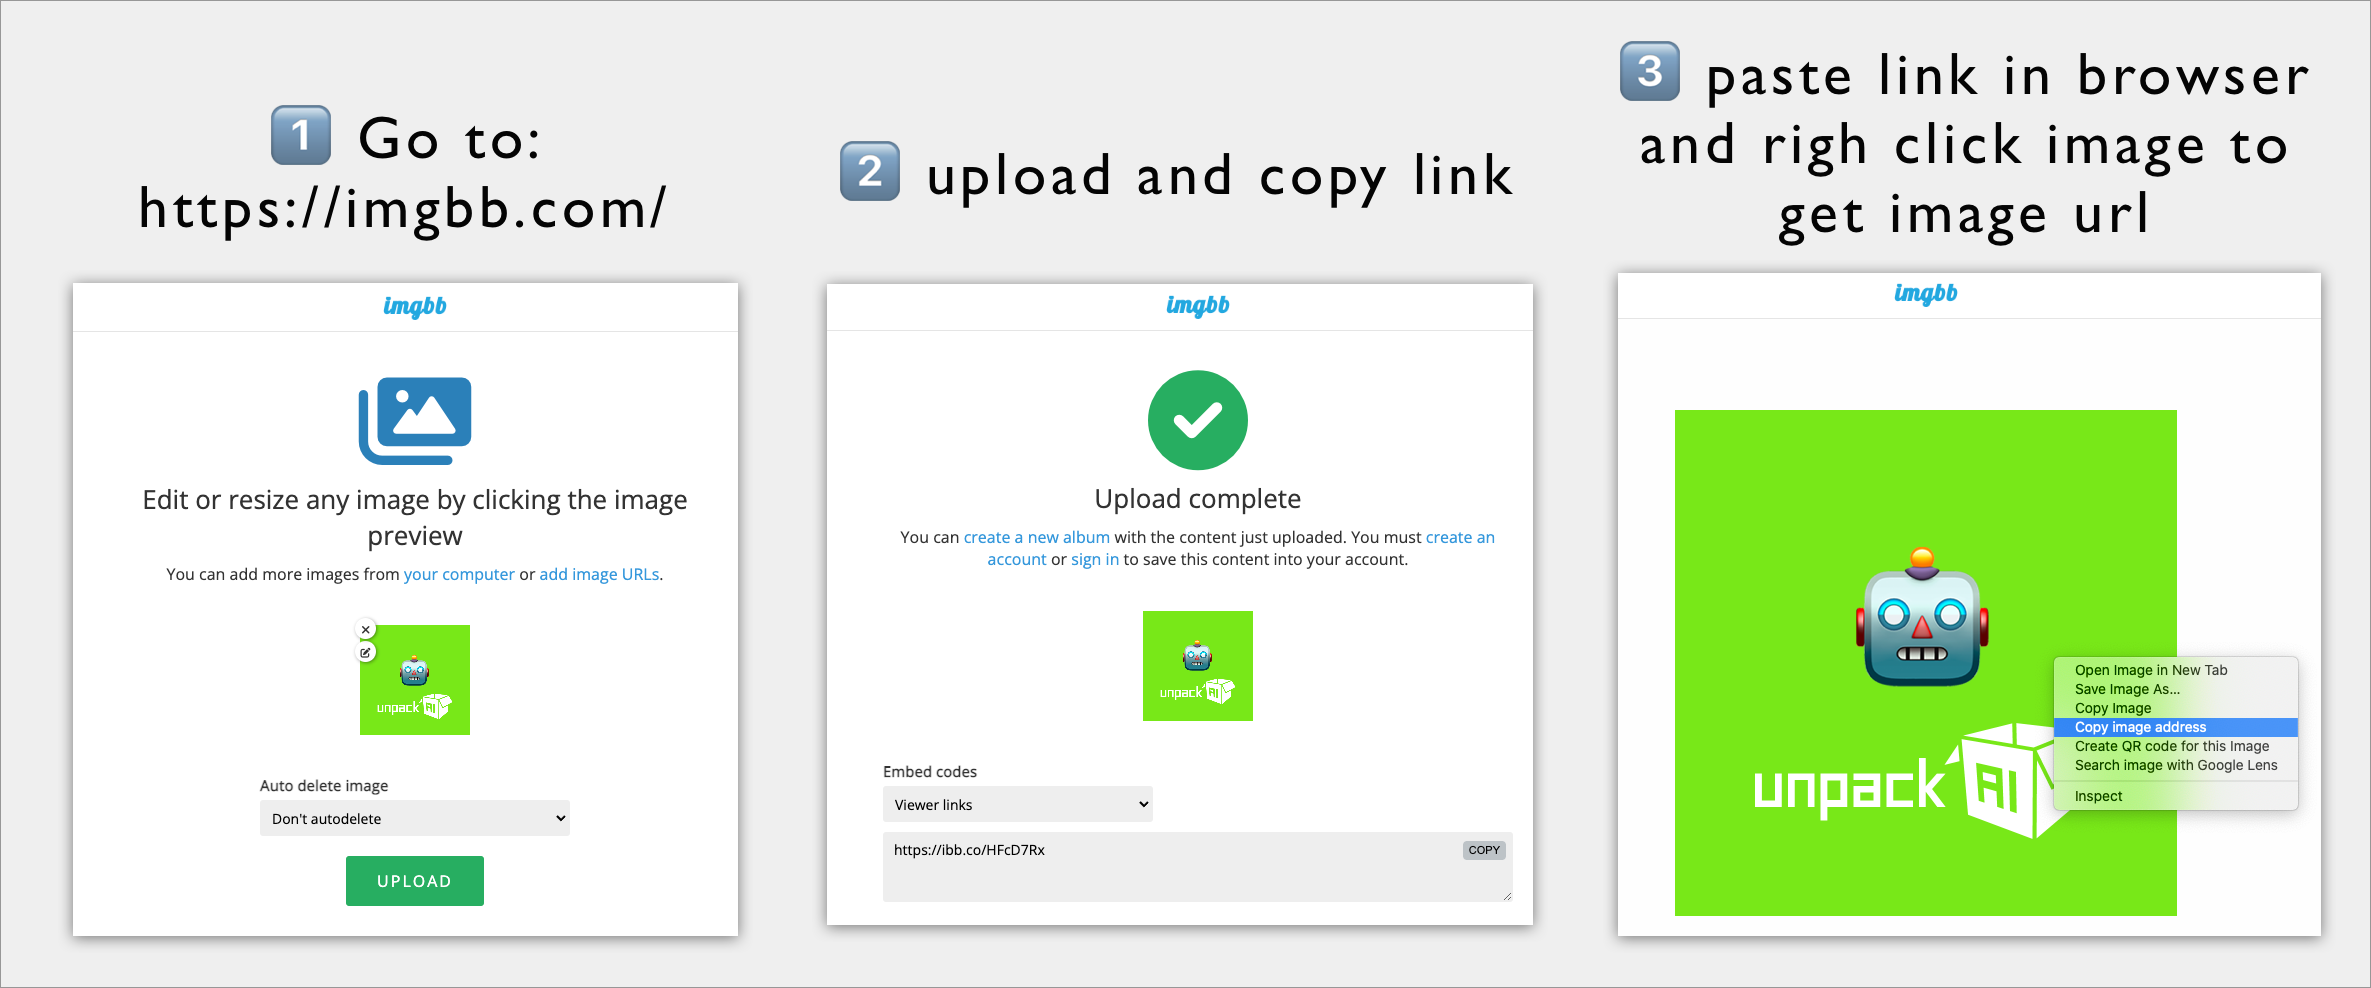 1 Go to:
https://imgbb.com/
imgbb
Edit or resize any image by clicking the image
preview
You can add more images from your computer or add image URLs.
unpackAI
Auto delete image
Don't autodelete
UPLOAD
2 upload and copy link
imgbb
Upload complete
You can create a new album with the content just uploaded. You must create an
account or sign in to save this content into your account.
unpackAI
Embed codes
Viewer links
https://ibb.co/HFcD7Rx
COPY
3 paste link in browser
and righ click image to
get image url
imgbb
unpackAI
Open Image in New Tab
Save Image As...
Copy Image
Copy image address
Create QR code for this Image
Search image with Google Lens
Inspect